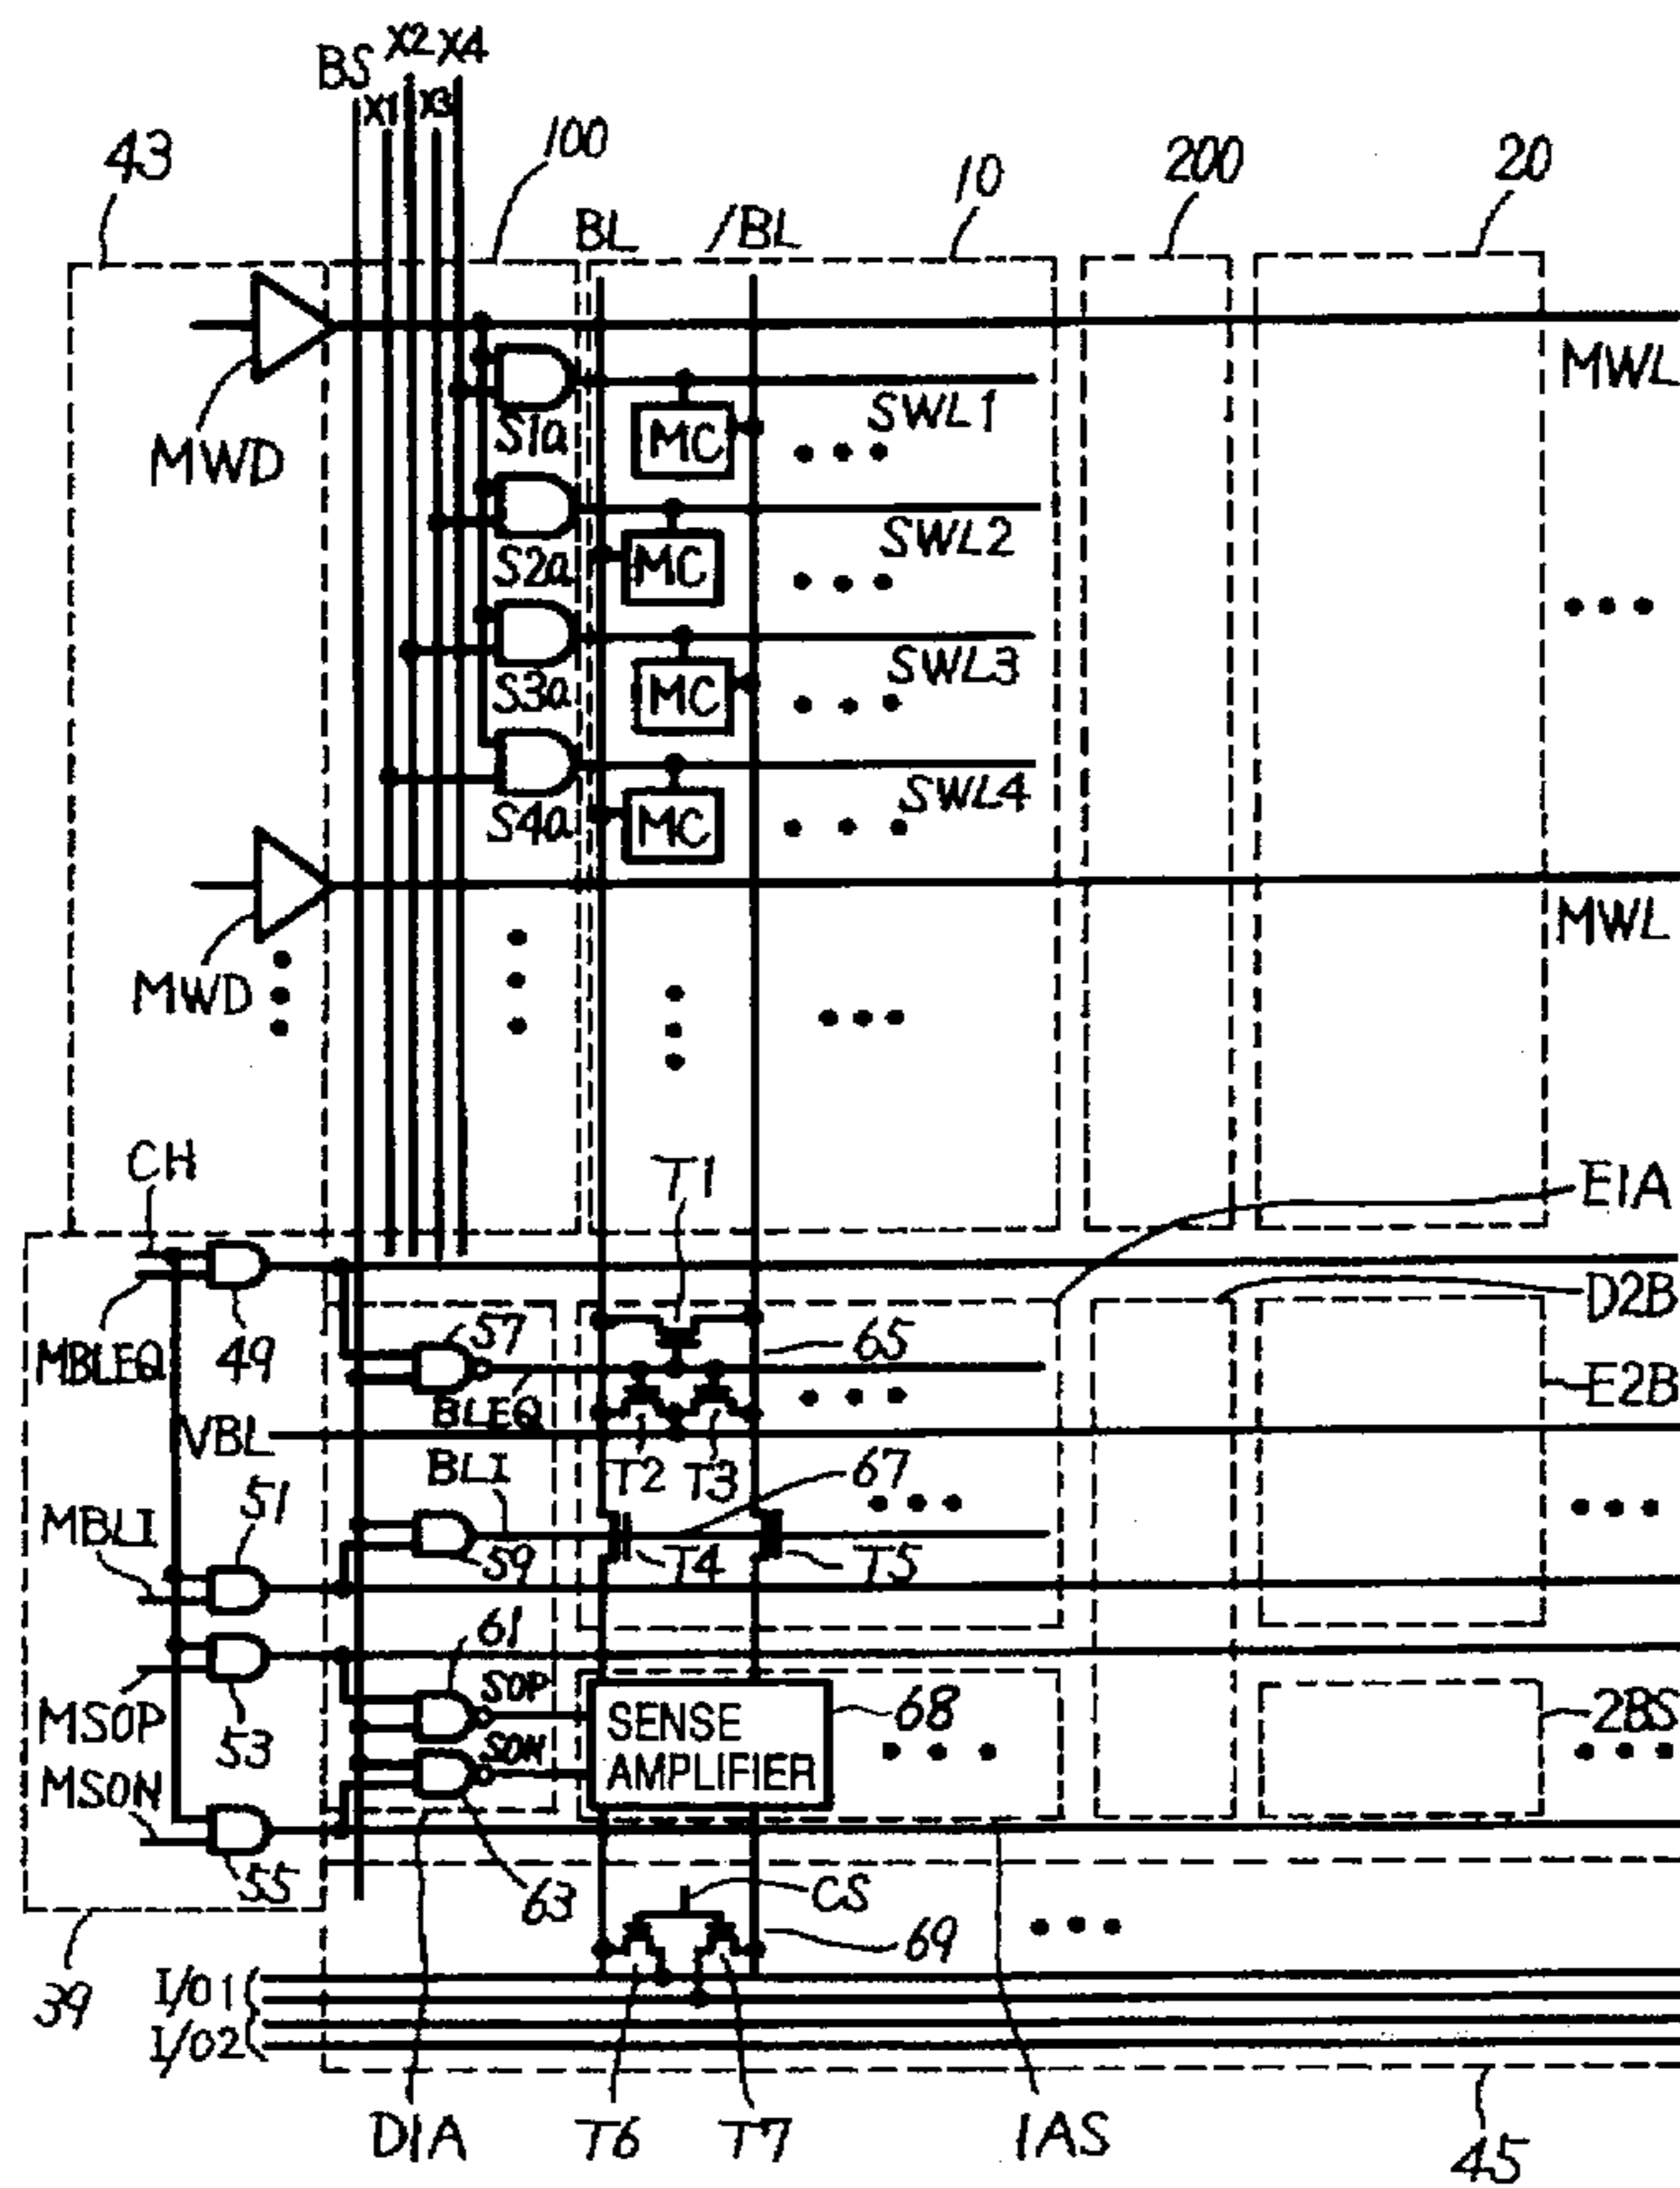 BS X1 X2 X3 X4
43
100
BL
/BL
10
200
20
MWD
S1a
MC
SWL1
MWL
S2a
MC
SWL2
S3a
MC
SWL3
S4a
MC
SWL4
MWD
MWL
CH
T1
E1A
D2B
MBLEQ
49
57
65
E2B
BLEQ
VBL
T2
T3
BLI
67
MBLI
51
59
T4
T5
61
SOP
MSOP
53
SENSE
AMPLIFIER
68
2BS
SON
MSON
55
63
CS
69
39
I/O1
I/O2
D1A
T6
T7
1AS
45